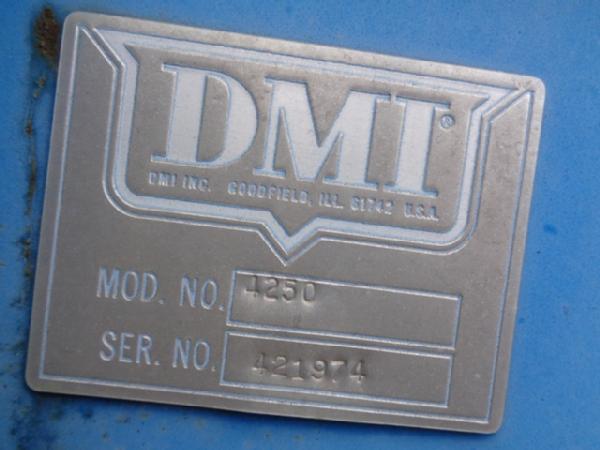 DMI®
DMI INC. GOODFIELD, ILL. 61742 U.S.A.
MOD. NO. 4250
SER. NO. 421974